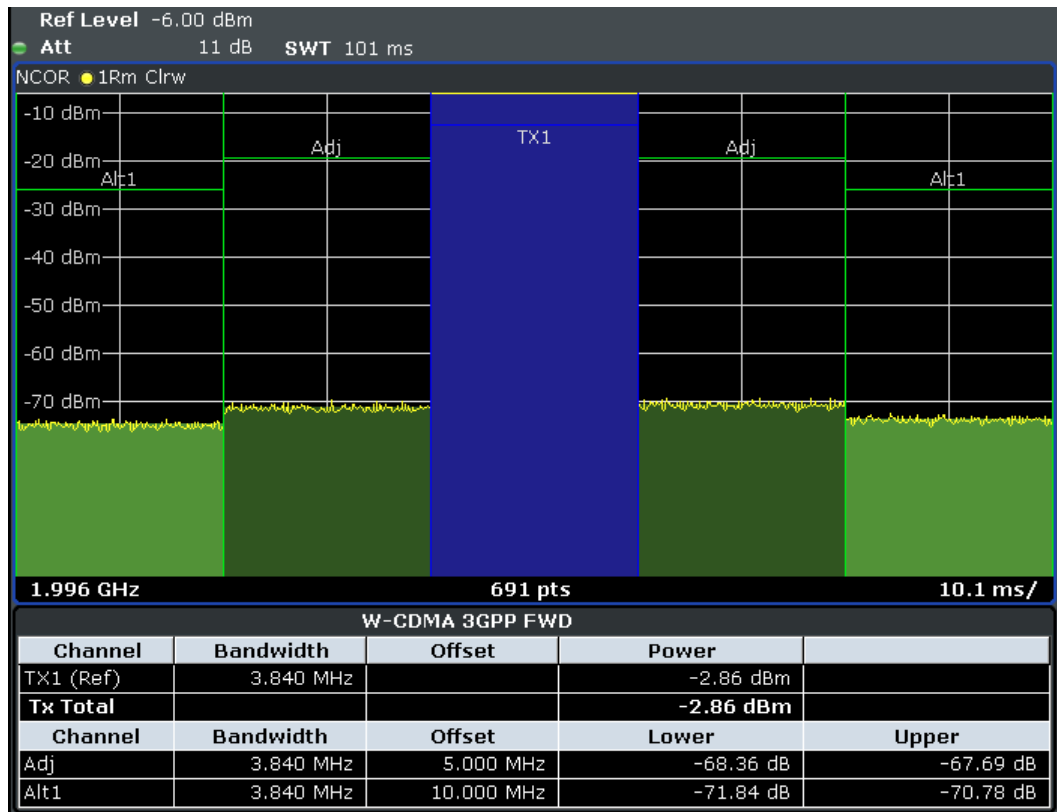 Ref Level -6.00 dBm
Att 11 dB SWT 101 ms
NCOR 1Rm Clrw
-10 dBm
TX1
Adj Adj
-20 dBm
Alt1 Alt1
-30 dBm
-40 dBm
-50 dBm
-60 dBm
-70 dBm
1.996 GHz 691 pts 10.1 ms/
W-CDMA 3GPP FWD
Channel Bandwidth Offset Power
TX1 (Ref) 3.840 MHz -2.86 dBm
Tx Total -2.86 dBm
Channel Bandwidth Offset Lower Upper
Adj 3.840 MHz 5.000 MHz -68.36 dB -67.69 dB
Alt1 3.840 MHz 10.000 MHz -71.84 dB -70.78 dB